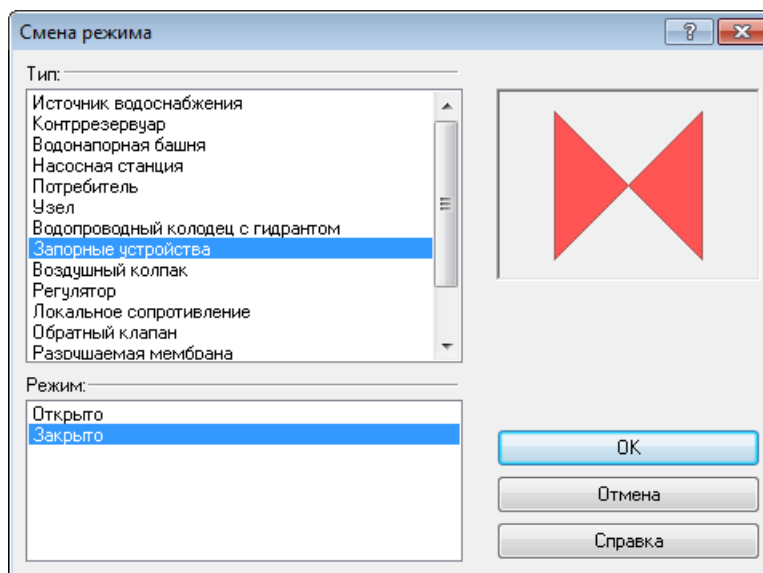 Смена режима
Тип:
Источник водоснабжения
Контррезервуар
Водонапорная башня
Насосная станция
Потребитель
Узел
Водопроводный колодец с гидрантом
Запорные устройства
Воздушный колпак
Регулятор
Локальное сопротивление
Обратный клапан
Разрушаемая мембрана
Режим:
Открыто
Закрыто
OK
Отмена
Справка